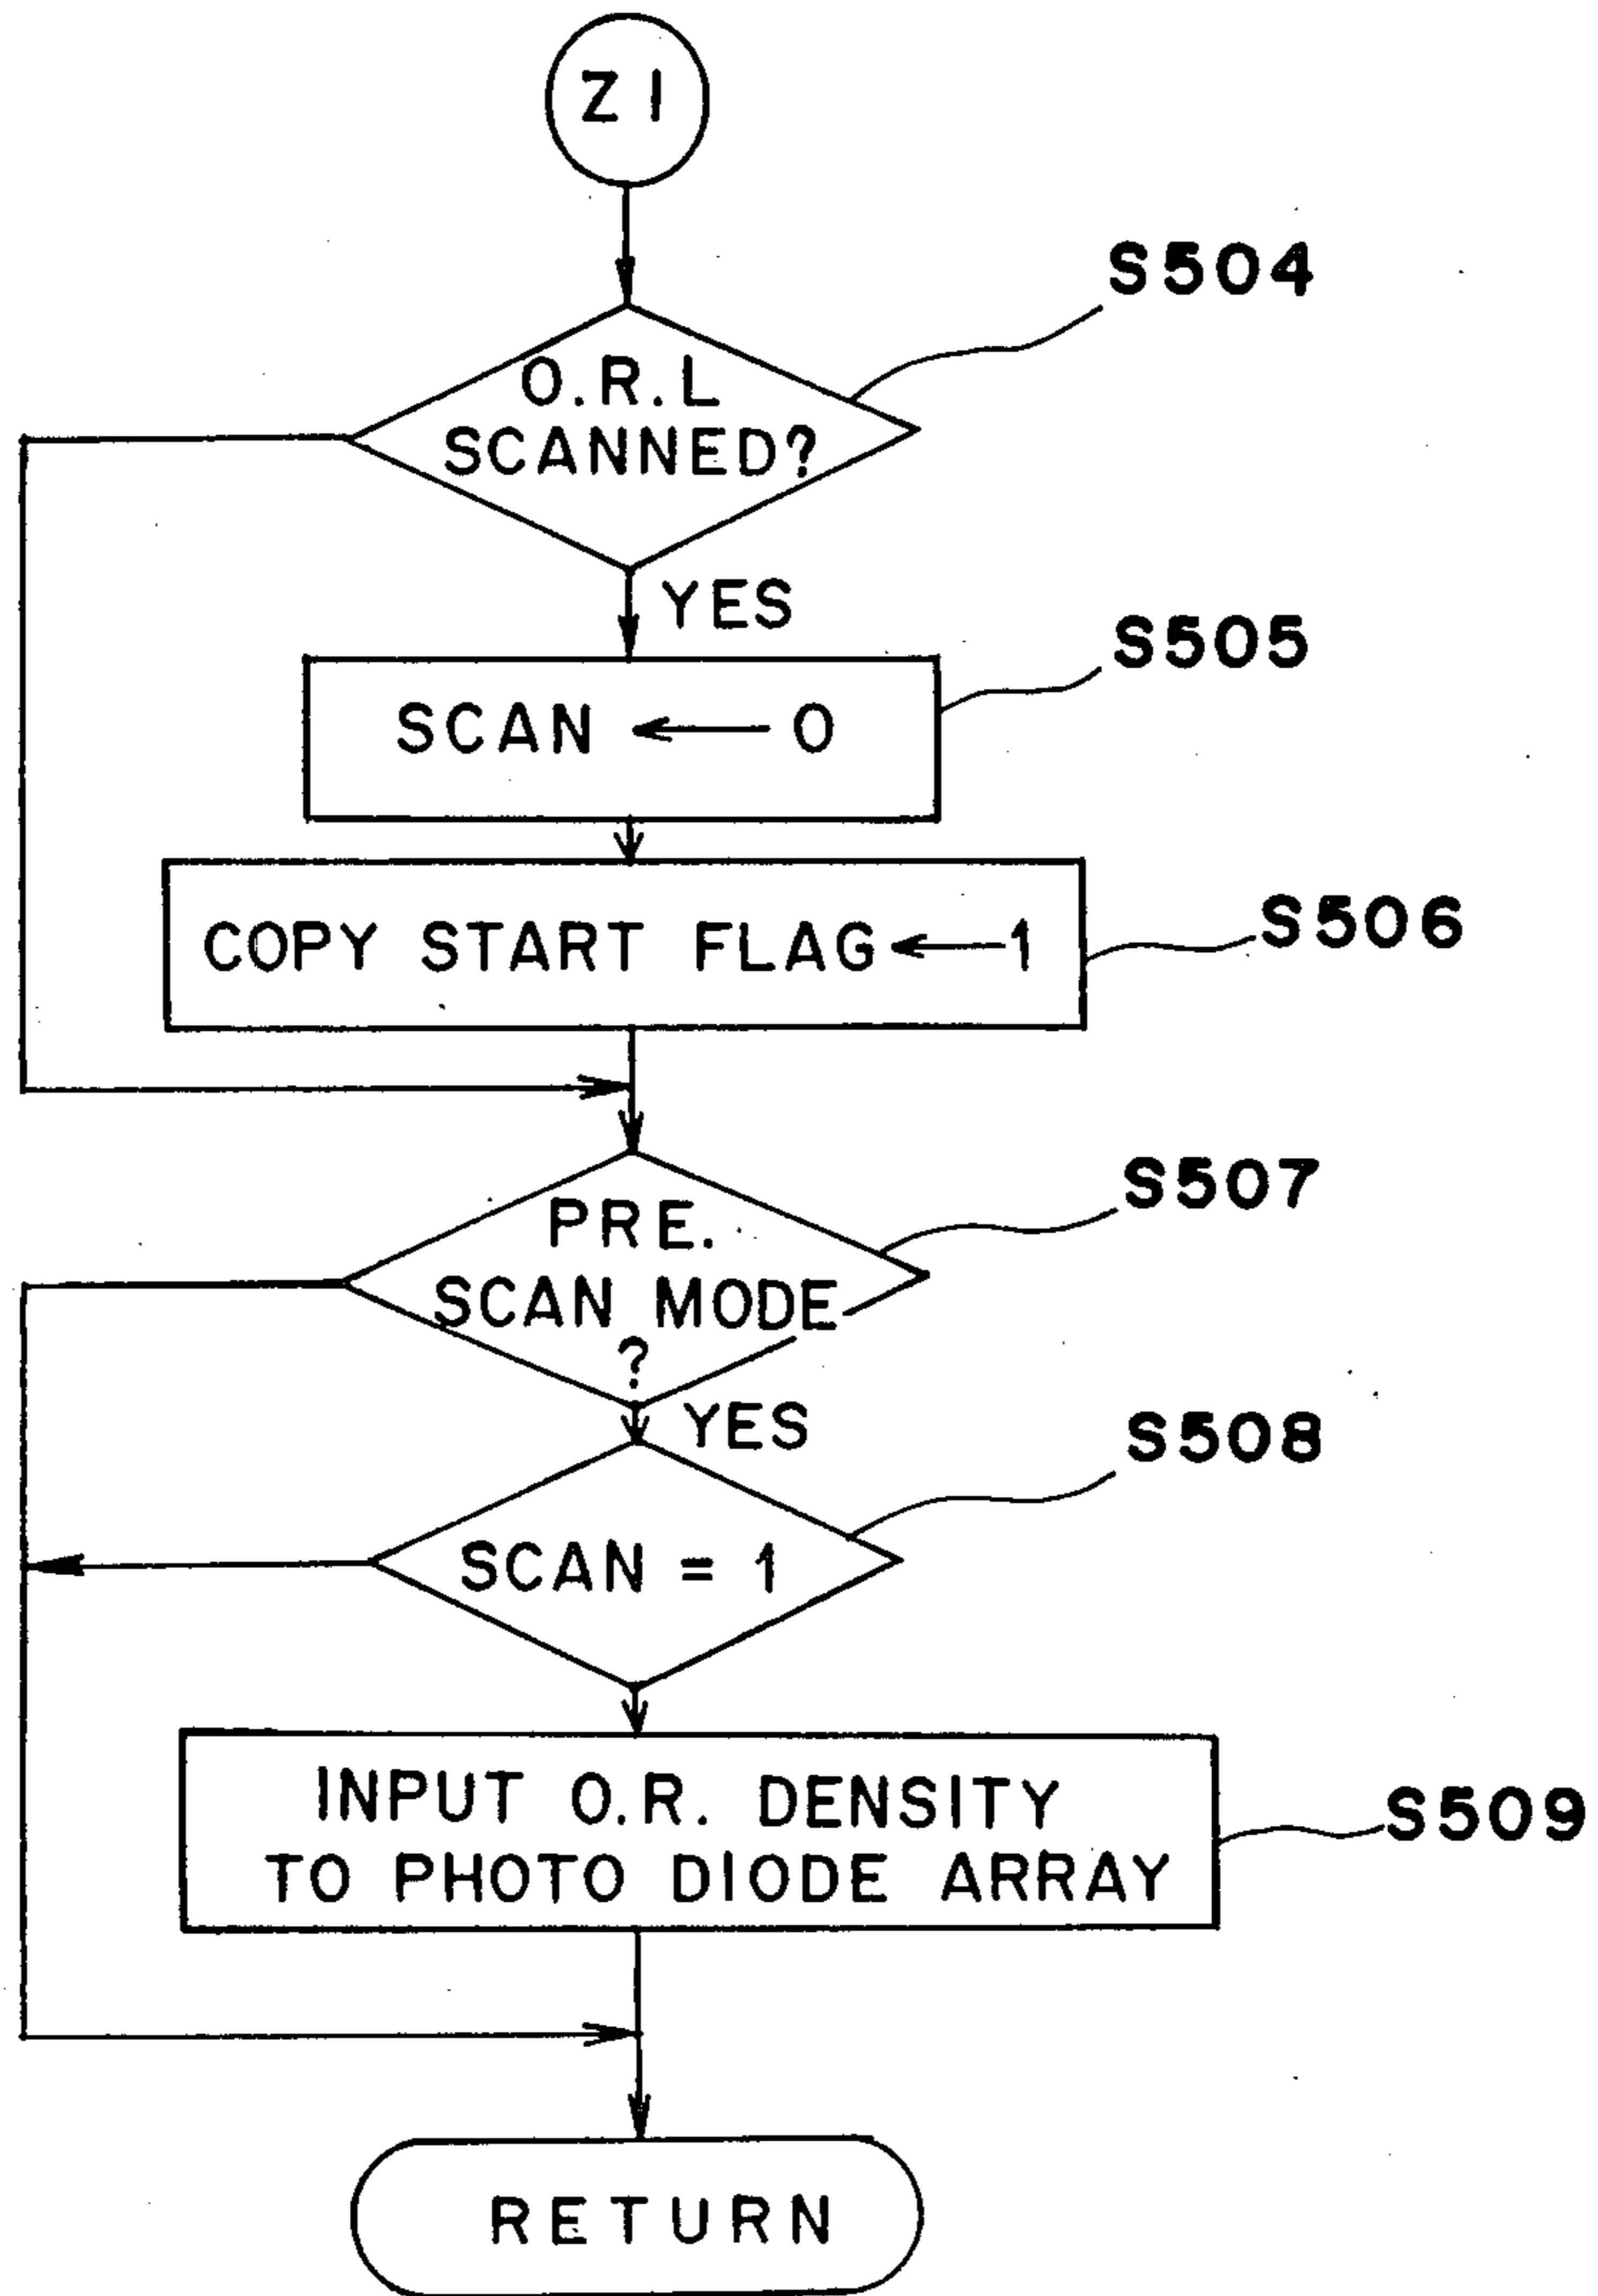 Z1
S504
O.R.L
SCANNED?
YES
S505
SCAN ← 0
S506
COPY START FLAG ← 1
S507
PRE.
SCAN MODE
?
YES
S508
SCAN = 1
S509
INPUT O.R. DENSITY
TO PHOTO DIODE ARRAY
RETURN